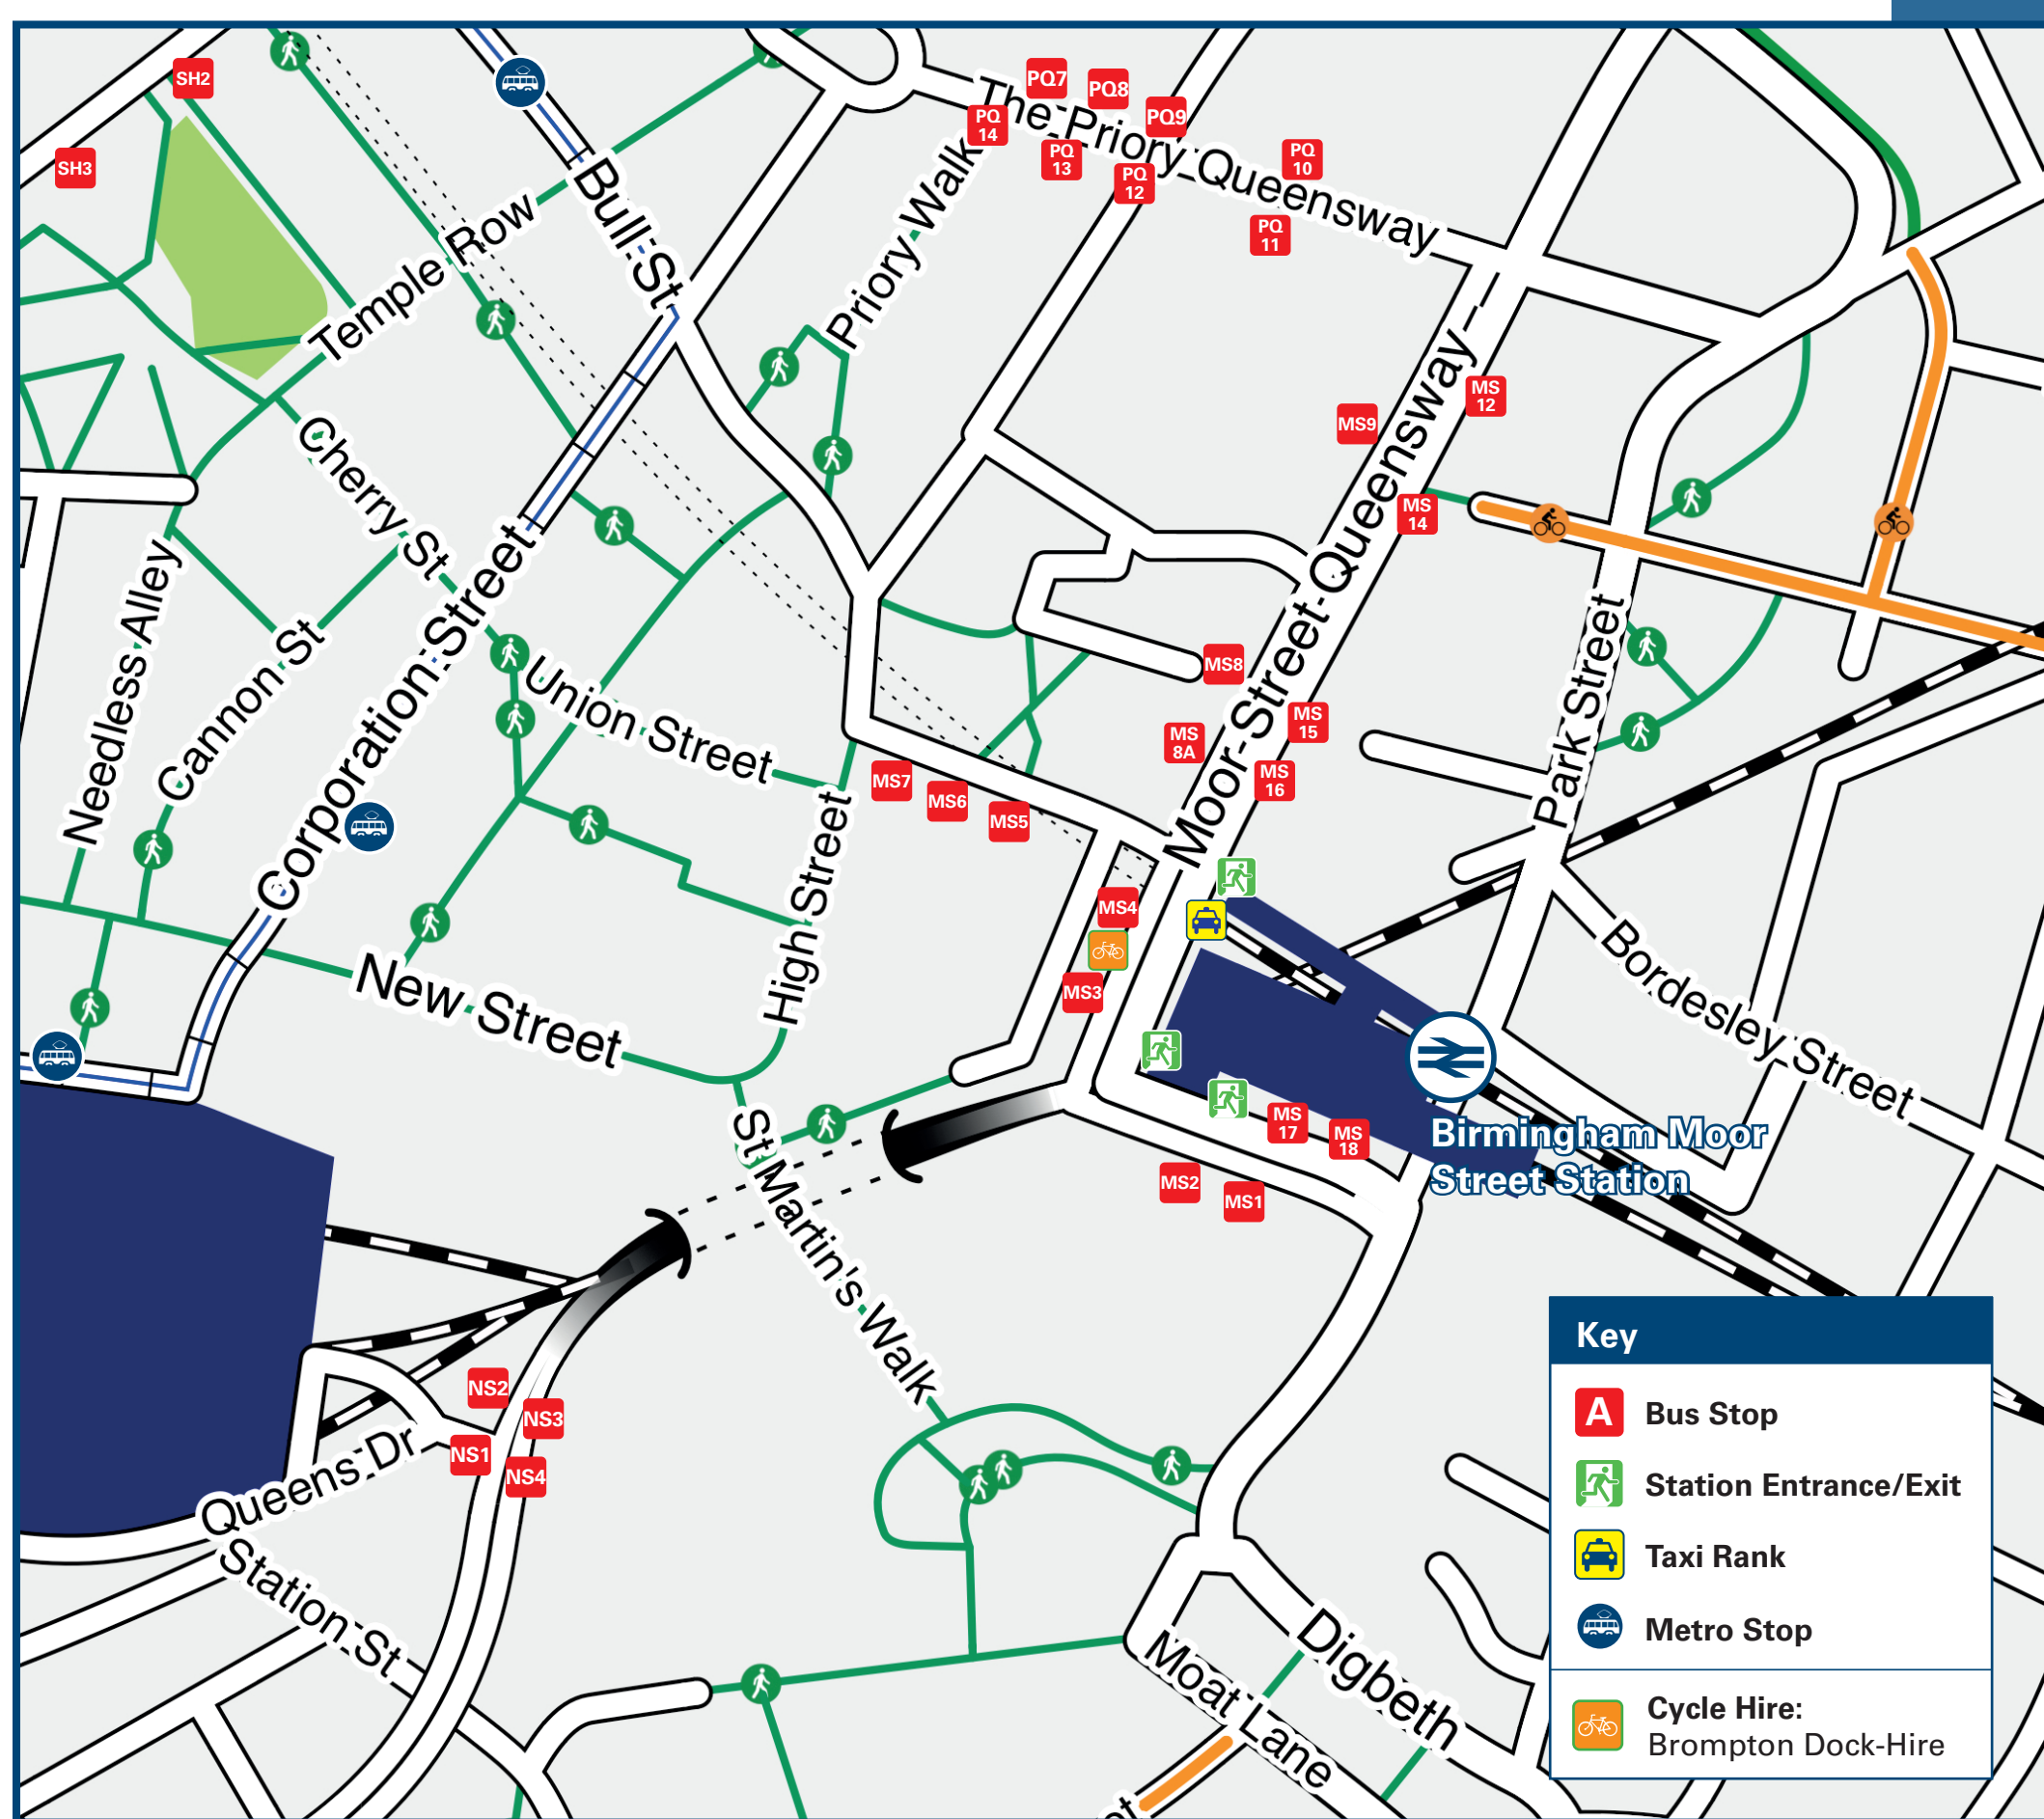 SH2
SH3
PQ7
PQ8
PQ9
PQ
14
PQ
13
PQ
12
PQ
10
PQ
11
The Priory Queensway
Bull St
Priory Walk
Temple Row
Cherry St
MS9
MS
12
MS
14
Moor Street Queensway
Needless Alley
Cannon St
Corporation Street
Union Street
MS8
MS
8A
MS
15
MS
16
Park Street
MS7
MS6
MS5
High Street
MS4
MS3
New Street
Bordesley Street
MS
17
MS
18
MS2
MS1
Birmingham Moor
Street Station
St Martin's Walk
NS2
NS3
NS1
NS4
Queens Dr
Station St
Digbeth
Moat Lane
Key
A
Bus Stop
Station Entrance/Exit
Taxi Rank
Metro Stop
Cycle Hire:
Brompton Dock-Hire